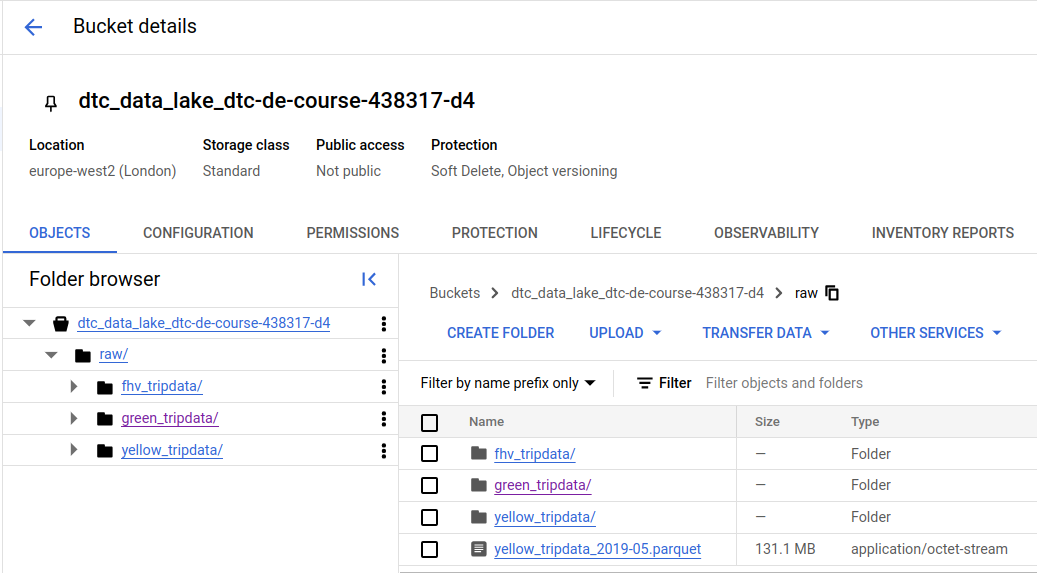 Bucket details
dtc_data_lake_dtc-de-course-438317-d4
Location Storage class Public access Protection
europe-west2 (London) Standard Not public Soft Delete, Object versioning
OBJECTS CONFIGURATION PERMISSIONS PROTECTION LIFECYCLE OBSERVABILITY INVENTORY REPORTS
Folder browser
dtc_data_lake_dtc-de-course-438317-d4
raw/
fhv_tripdata/
green_tripdata/
yellow_tripdata/
Buckets dtc_data_lake_dtc-de-course-438317-d4 raw
CREATE FOLDER UPLOAD TRANSFER DATA OTHER SERVICES
Filter by name prefix only Filter Filter objects and folders
Name Size Type
fhv_tripdata/ — Folder
green_tripdata/ — Folder
yellow_tripdata/ — Folder
yellow_tripdata_2019-05.parquet 131.1 MB application/octet-stream